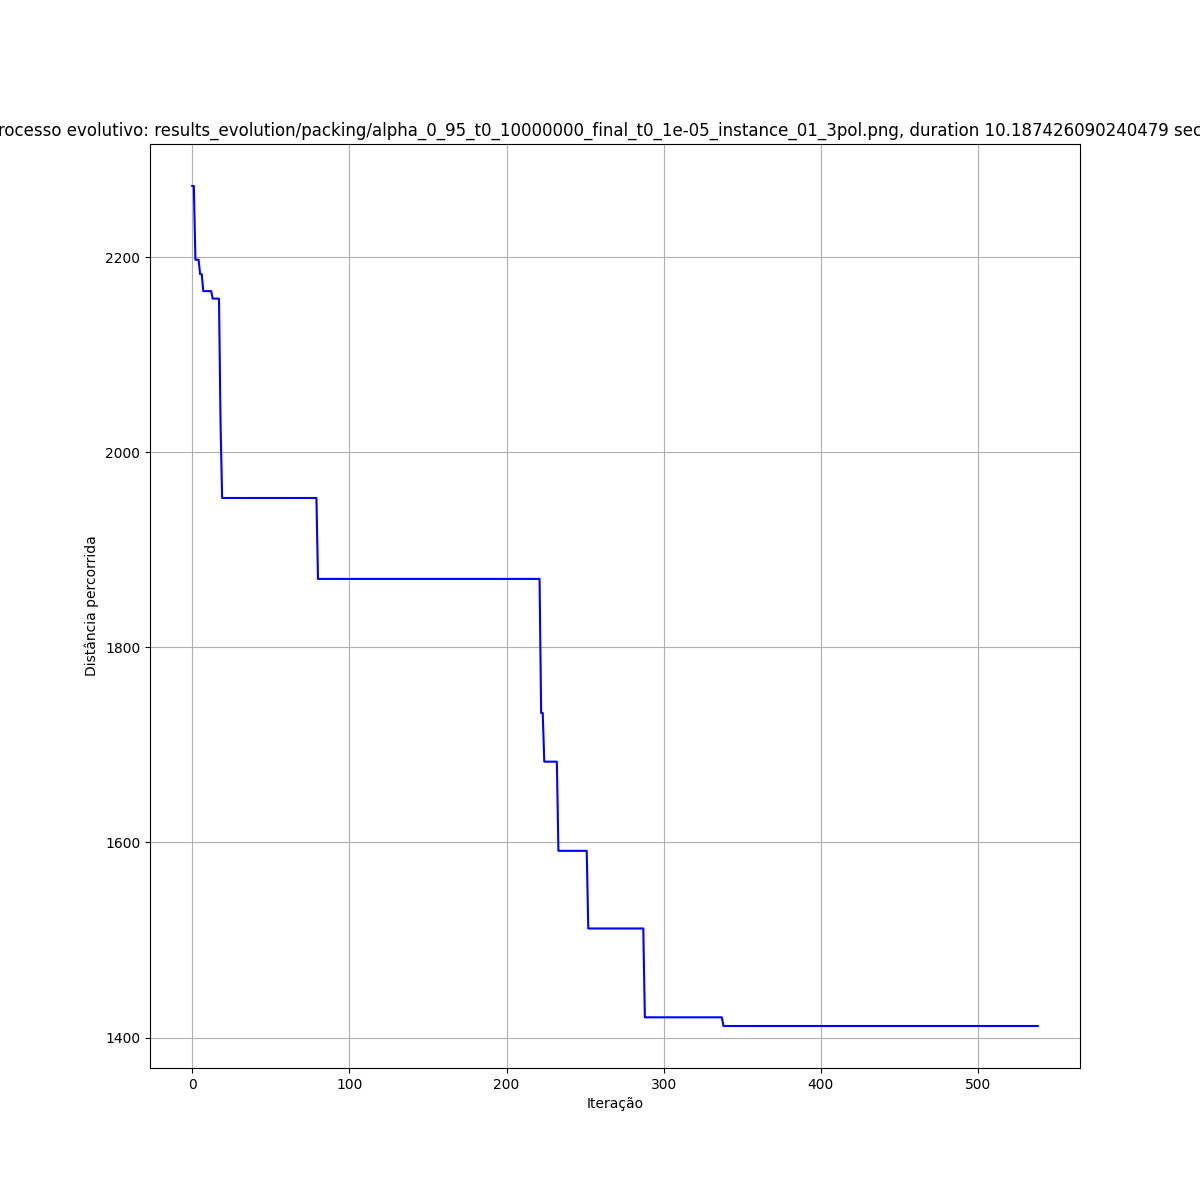 rocesso evolutivo: results_evolution/packing/alpha_0_95_t0_10000000_final_t0_1e-05_instance_01_3pol.png, duration 10.187426090240479 sec
2200
2000
1800
1600
1400
Distância percorrida
0 100 200 300 400 500
Iteração